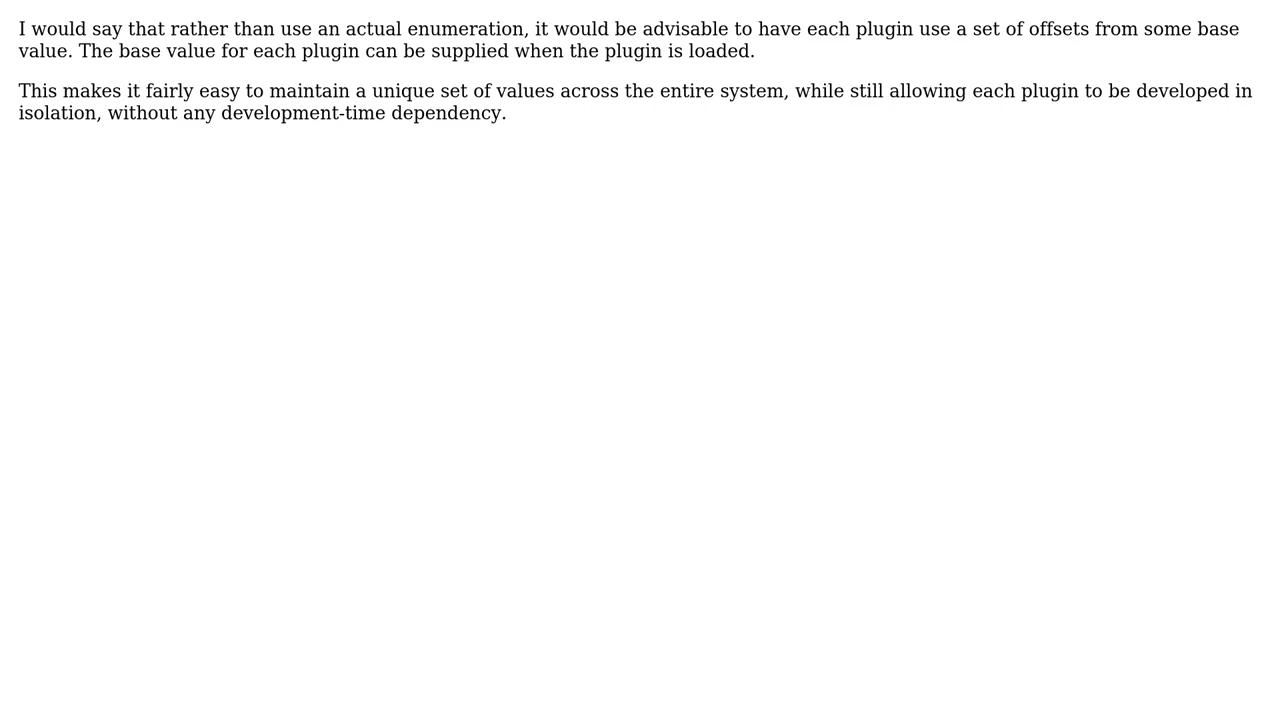 I would say that rather than use an actual enumeration, it would be advisable to have each plugin use a set of offsets from some base
value. The base value for each plugin can be supplied when the plugin is loaded.
This makes it fairly easy to maintain a unique set of values across the entire system, while still allowing each plugin to be developed in
isolation, without any development-time dependency.